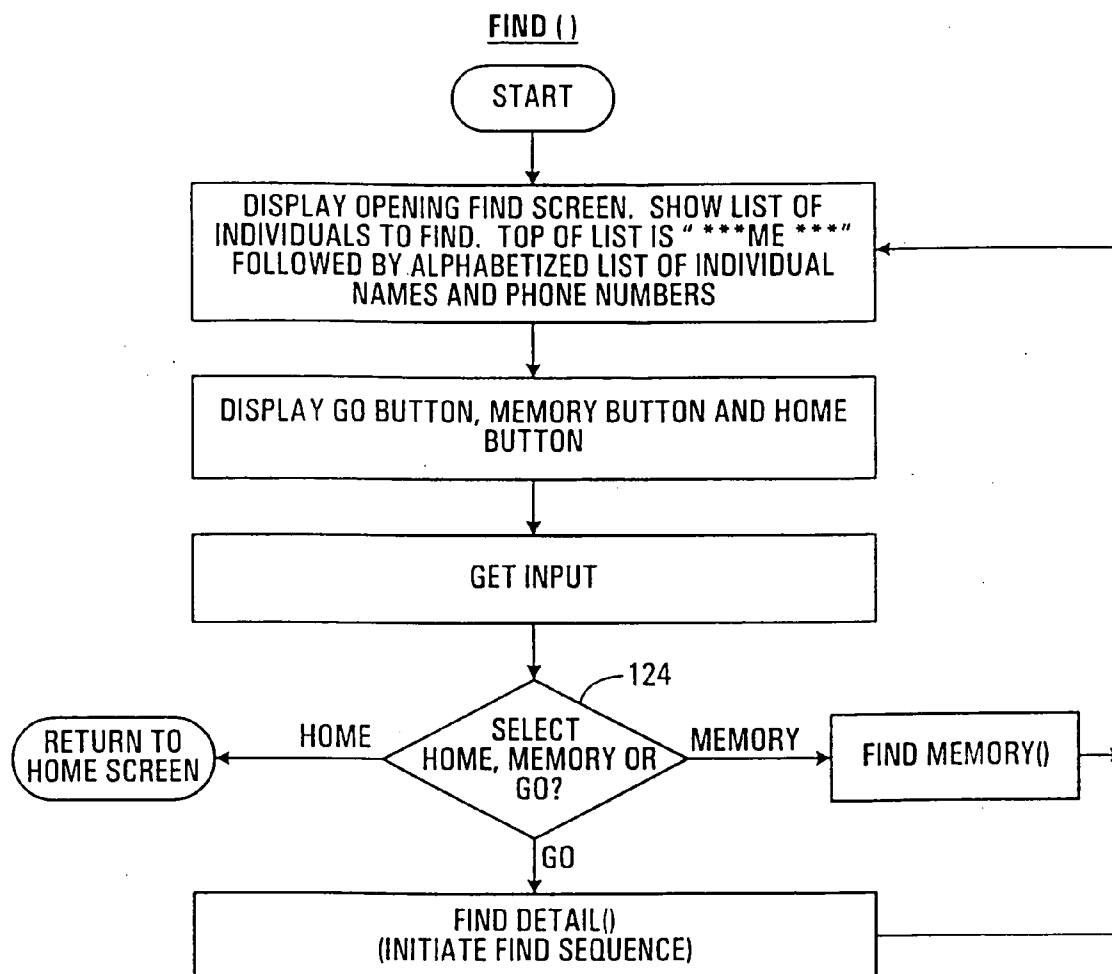 FIND ()
START
DISPLAY OPENING FIND SCREEN. SHOW LIST OF
INDIVIDUALS TO FIND. TOP OF LIST IS " ***ME ***"
FOLLOWED BY ALPHABETIZED LIST OF INDIVIDUAL
NAMES AND PHONE NUMBERS
DISPLAY GO BUTTON, MEMORY BUTTON AND HOME
BUTTON
GET INPUT
124
SELECT
HOME, MEMORY OR
GO?
HOME
RETURN TO
HOME SCREEN
MEMORY
FIND MEMORY()
GO
FIND DETAIL()
(INITIATE FIND SEQUENCE)